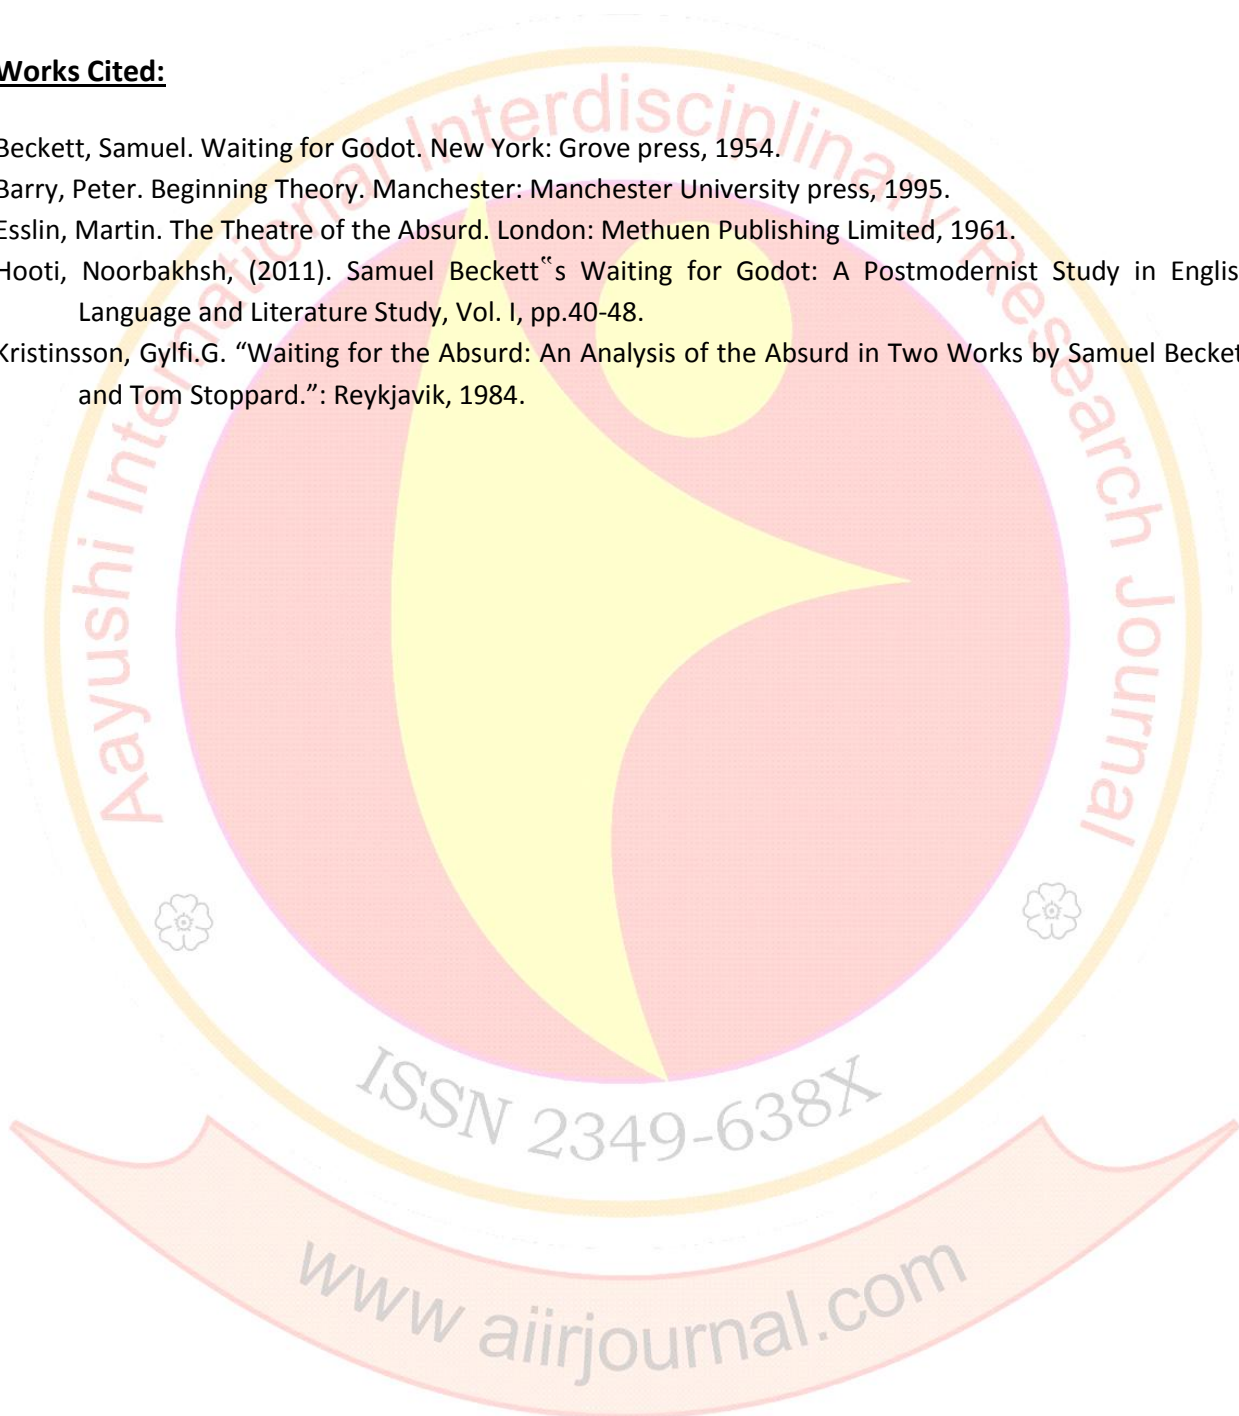 Works Cited:
Beckett, Samuel. Waiting for Godot. New York: Grove press, 1954.
Barry, Peter. Beginning Theory. Manchester: Manchester University press, 1995.
Esslin, Martin. The Theatre of the Absurd. London: Methuen Publishing Limited, 1961.
Hooti, Noorbakhsh, (2011). Samuel Beckett‟s Waiting for Godot: A Postmodernist Study in Englis
Language and Literature Study, Vol. I, pp.40-48.
Kristinsson, Gylfi.G. “Waiting for the Absurd: An Analysis of the Absurd in Two Works by Samuel Becket
and Tom Stoppard.”: Reykjavik, 1984.
Aayushi International Interdisciplinary Research Journal
ISSN 2349-638X
www aiirjournal.com